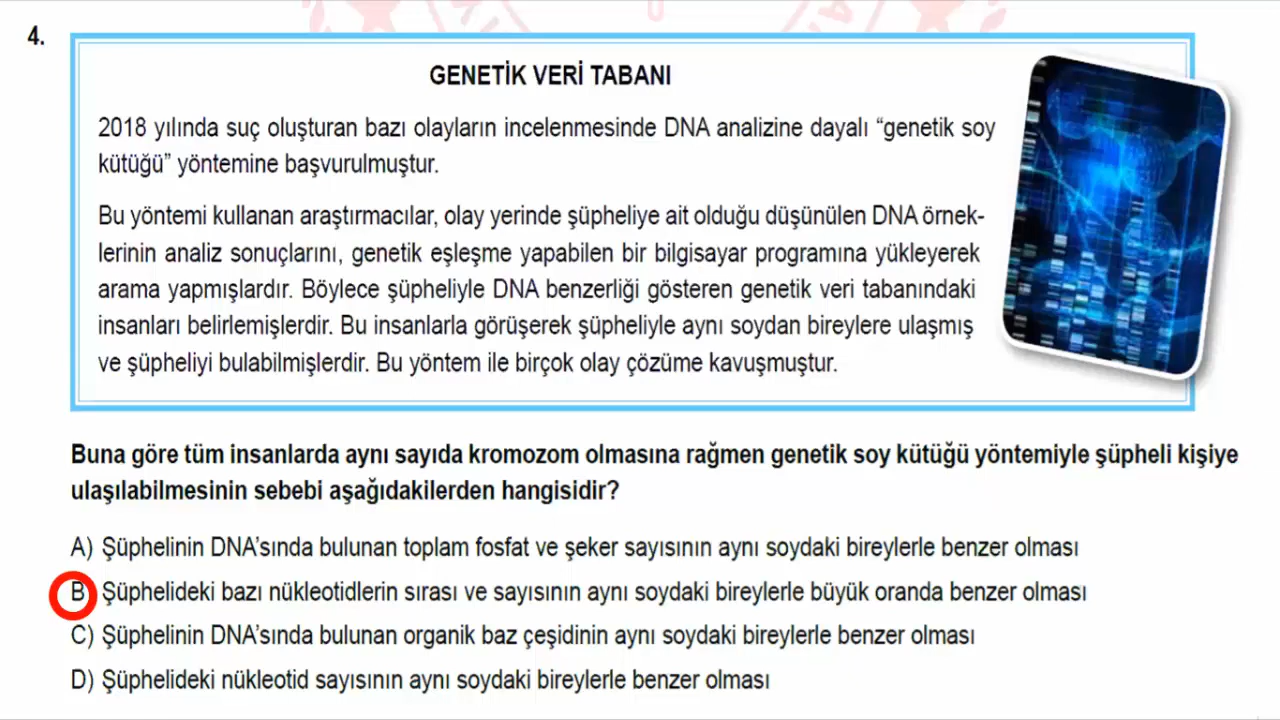 4.
GENETİK VERİ TABANI
2018 yılında suç oluşturan bazı olayların incelenmesinde DNA analizine dayalı “genetik soy
kütüğü” yöntemine başvurulmuştur.
Bu yöntemi kullanan araştırmacılar, olay yerinde şüpheliye ait olduğu düşünülen DNA örnek-
lerinin analiz sonuçlarını, genetik eşleşme yapabilen bir bilgisayar programına yükleyerek
arama yapmışlardır. Böylece şüpheliyle DNA benzerliği gösteren genetik veri tabanındaki
insanları belirlemişlerdir. Bu insanlarla görüşerek şüpheliyle aynı soydan bireylere ulaşmış
ve şüpheliyi bulabilmişlerdir. Bu yöntem ile birçok olay çözüme kavuşmuştur.
Buna göre tüm insanlarda aynı sayıda kromozom olmasına rağmen genetik soy kütüğü yöntemiyle şüpheli kişiye
ulaşılabilmesinin sebebi aşağıdakilerden hangisidir?
A) Şüphelinin DNA’sında bulunan toplam fosfat ve şeker sayısının aynı soydaki bireylerle benzer olması
B) Şüphelideki bazı nükleotidlerin sırası ve sayısının aynı soydaki bireylerle büyük oranda benzer olması
C) Şüphelinin DNA’sında bulunan organik baz çeşidinin aynı soydaki bireylerle benzer olması
D) Şüphelideki nükleotid sayısının aynı soydaki bireylerle benzer olması